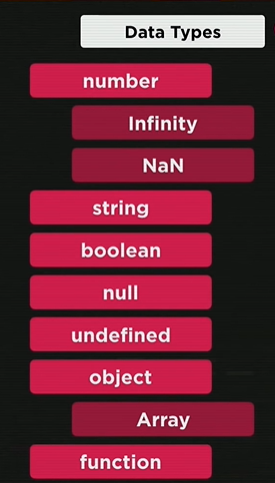 Data Types
number
Infinity
NaN
string
boolean
null
undefined
object
Array
function